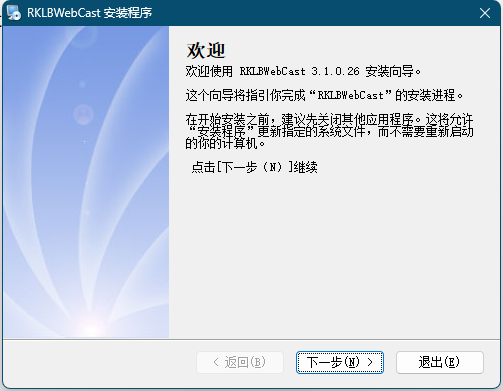 RKLBWebCast 安装程序
欢迎
欢迎使用 RKLBWebCast 3.1.0.26 安装向导。
这个向导将指引你完成“RKLBWebCast”的安装进程。
在开始安装之前，建议先关闭其他应用程序。这将允许
“安装程序”更新指定的系统文件，而不需要重新启动
的你的计算机。
点击[下一步（N）]继续
< 返回(B)
下一步(N) >
退出(E)